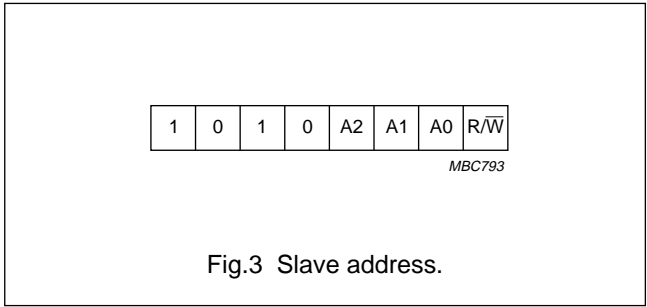 1 0 1 0 A2 A1 A0 R/W̅
MBC793
Fig.3 Slave address.